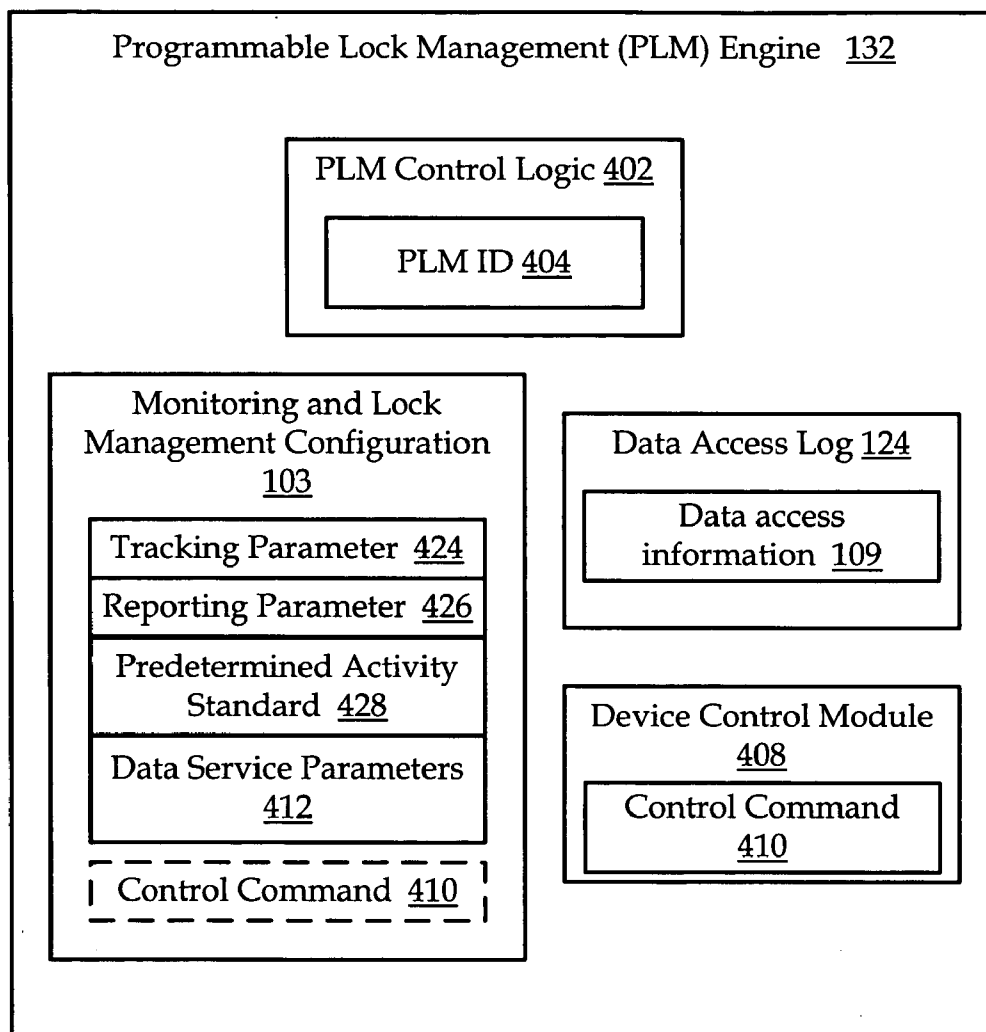 Programmable Lock Management (PLM) Engine 132
PLM Control Logic 402
PLM ID 404
Monitoring and Lock
Management Configuration
103
Tracking Parameter 424
Reporting Parameter 426
Predetermined Activity
Standard 428
Data Service Parameters
412
Control Command 410
Data Access Log 124
Data access
information 109
Device Control Module
408
Control Command
410